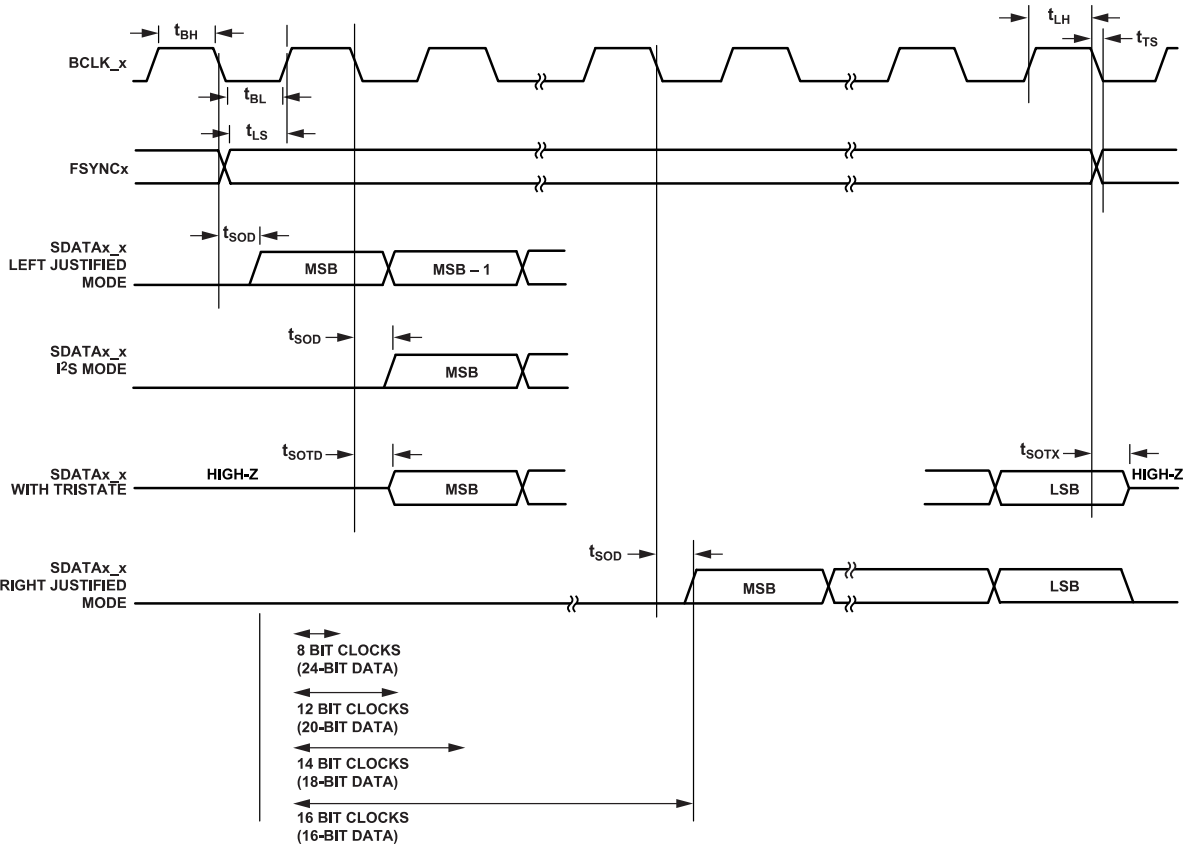 tBH
tLH
tTS
BCLK_x
tBL
tLS
FSYNCx
tSOD
SDATAx_x
LEFT JUSTIFIED
MODE
MSB
MSB – 1
tSOD
SDATAx_x
I2S MODE
MSB
tSOTD
tSOTX
SDATAx_x
WITH TRISTATE
HIGH-Z
MSB
LSB
HIGH-Z
tSOD
SDATAx_x
RIGHT JUSTIFIED
MODE
MSB
LSB
8 BIT CLOCKS
(24-BIT DATA)
12 BIT CLOCKS
(20-BIT DATA)
14 BIT CLOCKS
(18-BIT DATA)
16 BIT CLOCKS
(16-BIT DATA)